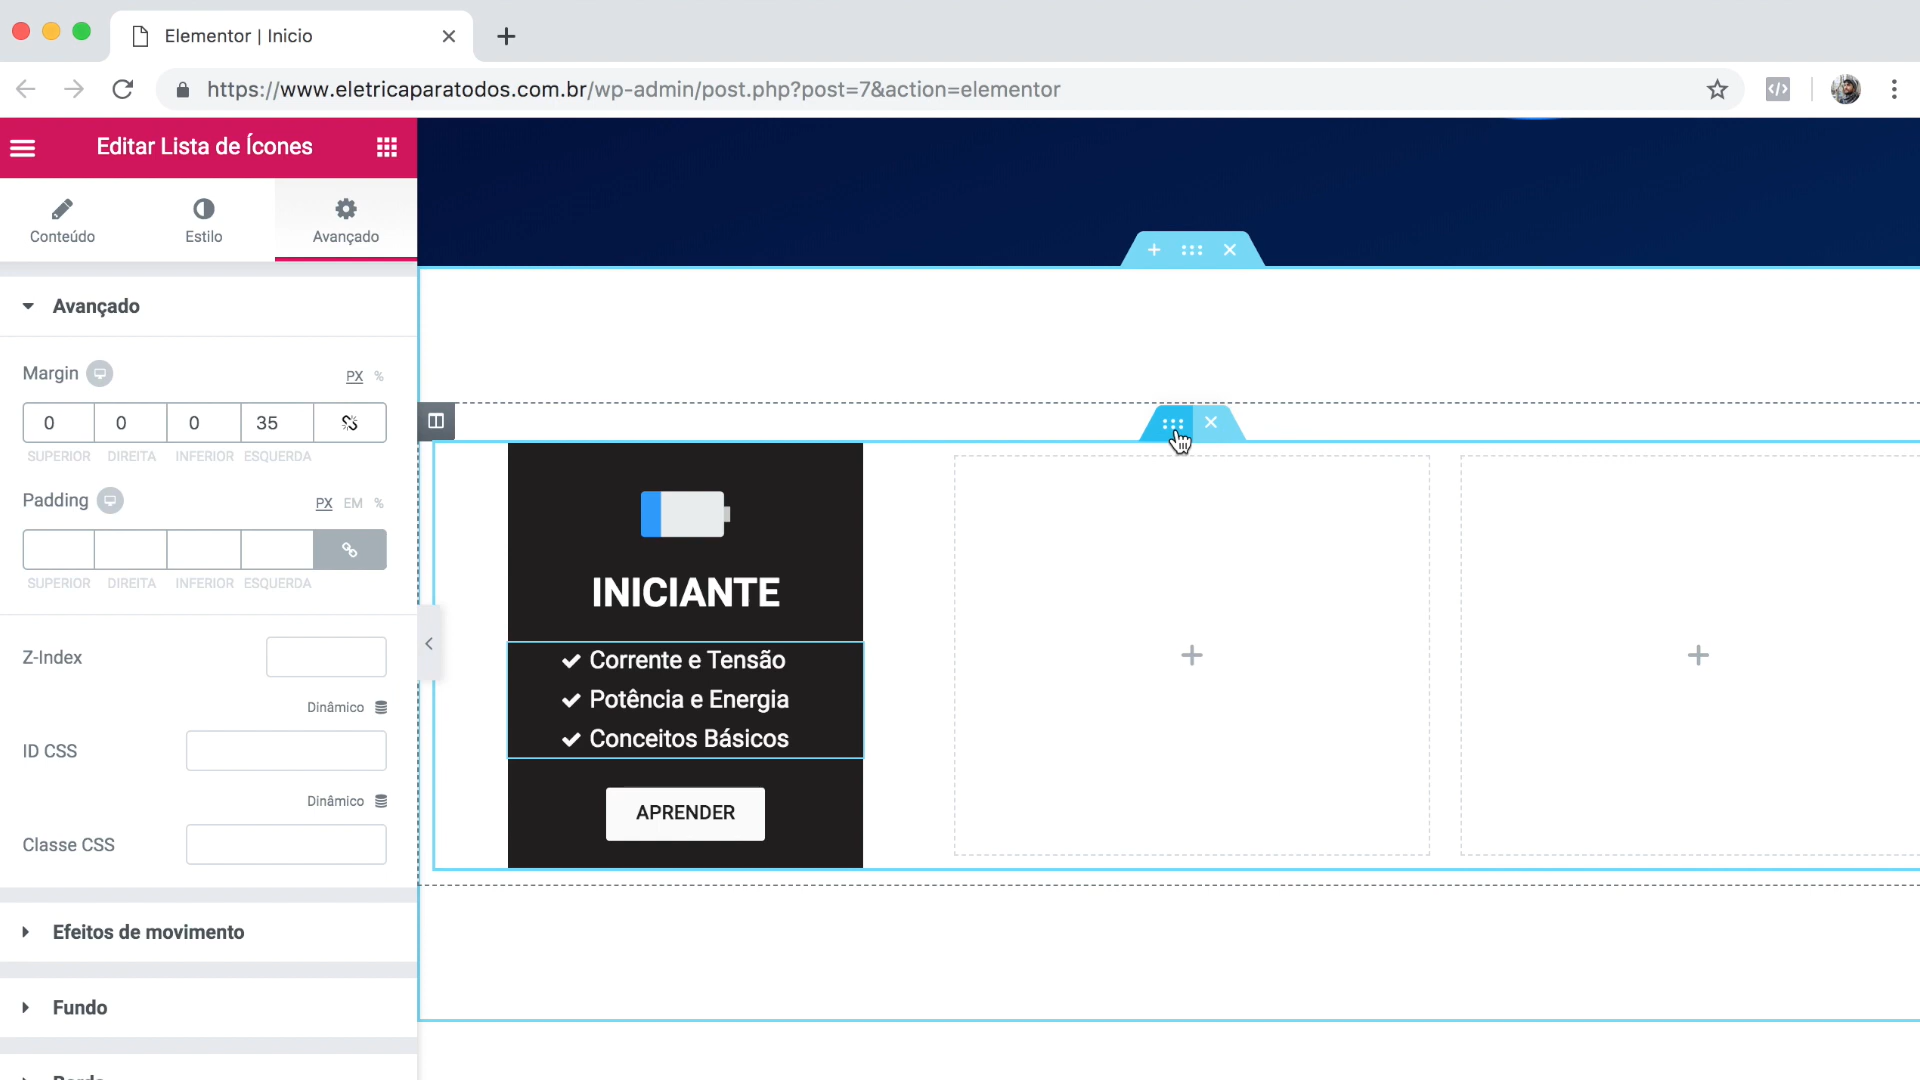 Elementor | Inicio
https://www.eletricaparatodos.com.br/wp-admin/post.php?post=7&action=elementor
Editar Lista de Ícones
Conteúdo
Estilo
Avançado
Avançado
Margin
PX %
0 0 0 35
SUPERIOR DIREITA INFERIOR ESQUERDA
Padding
PX EM %
SUPERIOR DIREITA INFERIOR ESQUERDA
Z-Index
Dinâmico
ID CSS
Dinâmico
Classe CSS
Efeitos de movimento
Fundo
INICIANTE
Corrente e Tensão
Potência e Energia
Conceitos Básicos
APRENDER